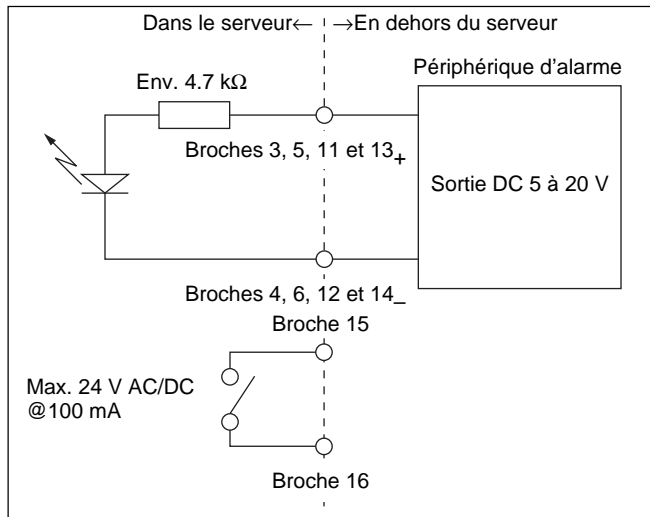 Dans le serveur← →En dehors du serveur
Périphérique d'alarme
Env. 4.7 kΩ
Broches 3, 5, 11 et 13+
Sortie DC 5 à 20 V
Broches 4, 6, 12 et 14–
Broche 15
Max. 24 V AC/DC
@100 mA
Broche 16